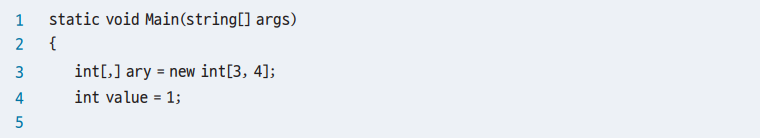 1 static void Main(string[] args)
2 {
3 int[,] ary = new int[3, 4];
4 int value = 1;
5